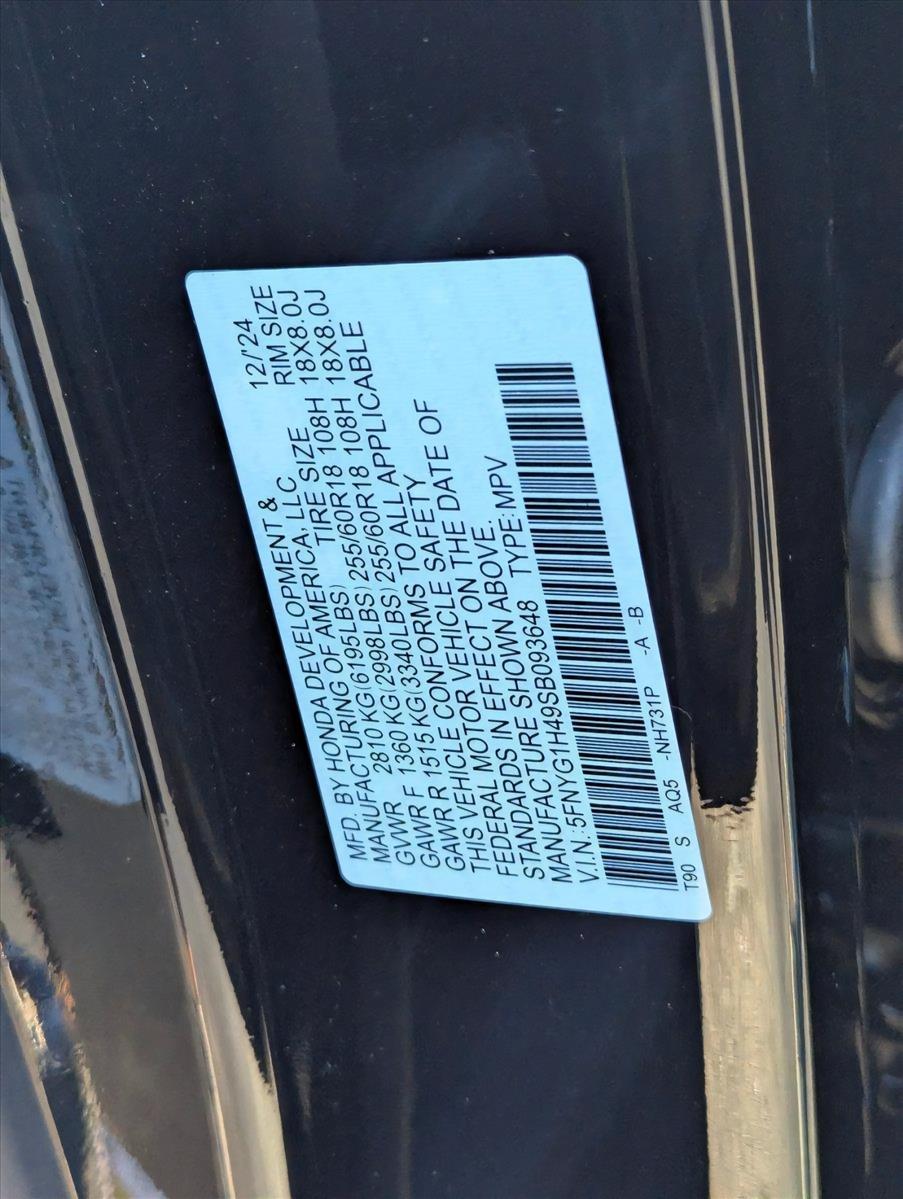 MFD. BY HONDA DEVELOPMENT & 12/'24
MANUFACTURING OF AMERICA, LLC RIM SIZE
TIRE SIZE
GVWR 2810 KG (6195LBS) 255/60R18 108H 18X8.0J
GAWR F 1360 KG (2998LBS) 255/60R18 108H 18X8.0J
GAWR R 1515 KG (3340LBS) TO ALL APPLICABLE
THIS VEHICLE CONFORMS SAFETY
FEDERAL MOTOR VEHICLE THE DATE OF
STANDARDS IN EFFECT ON
MANUFACTURE SHOWN ABOVE.
V.I.N.: 5FNYG1H49SB093648 TYPE: MPV
T90 S AQ5 -NH731P -A -B